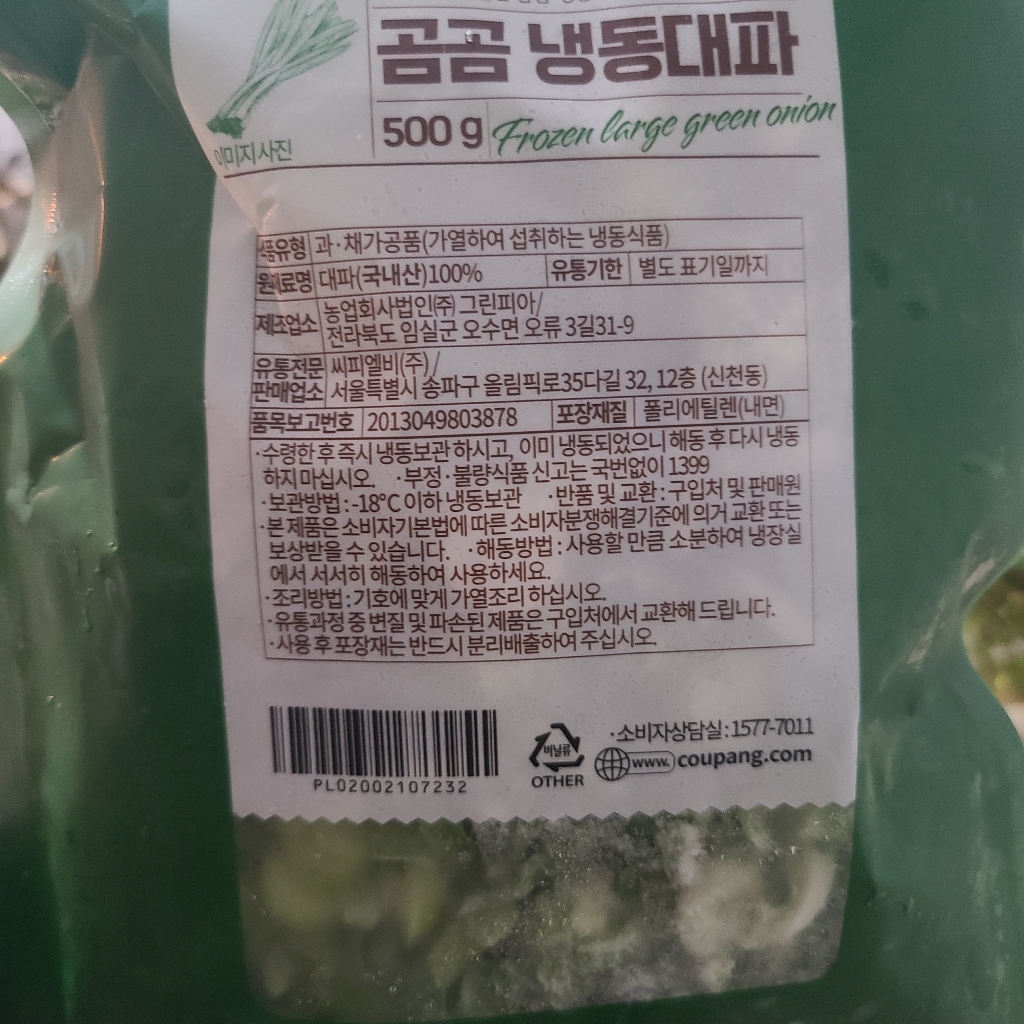 곰곰 냉동대파
500 g Frozen large green onion
이미지사진
품유형 과·채가공품(가열하여 섭취하는 냉동식품)
원재료명 대파(국내산)100% 유통기한 별도 표기일까지
제조업소 농업회사법인㈜ 그린피아/
전라북도 임실군 오수면 오류 3길31-9
유통전문 씨피엘비(주)/
판매업소 서울특별시 송파구 올림픽로35다길 32, 12층 (신천동)
품목보고번호 2013049803878 포장재질 폴리에틸렌(내면)
·수령한 후 즉시 냉동보관 하시고, 이미 냉동되었으니 해동 후 다시 냉동
하지 마십시오. ·부정·불량식품 신고는 국번없이 1399
·보관방법 : -18℃ 이하 냉동보관 ·반품 및 교환 : 구입처 및 판매원
·본 제품은 소비자기본법에 따른 소비자분쟁해결기준에 의거 교환 또는
보상받을 수 있습니다. ·해동방법 : 사용할 만큼 소분하여 냉장실
에서 서서히 해동하여 사용하세요.
·조리방법 : 기호에 맞게 가열조리 하십시오.
·유통과정 중 변질 및 파손된 제품은 구입처에서 교환해 드립니다.
·사용 후 포장재는 반드시 분리배출하여 주십시오.
PL02002107232
비닐류
OTHER
·소비자상담실 : 1577-7011
www. coupang.com